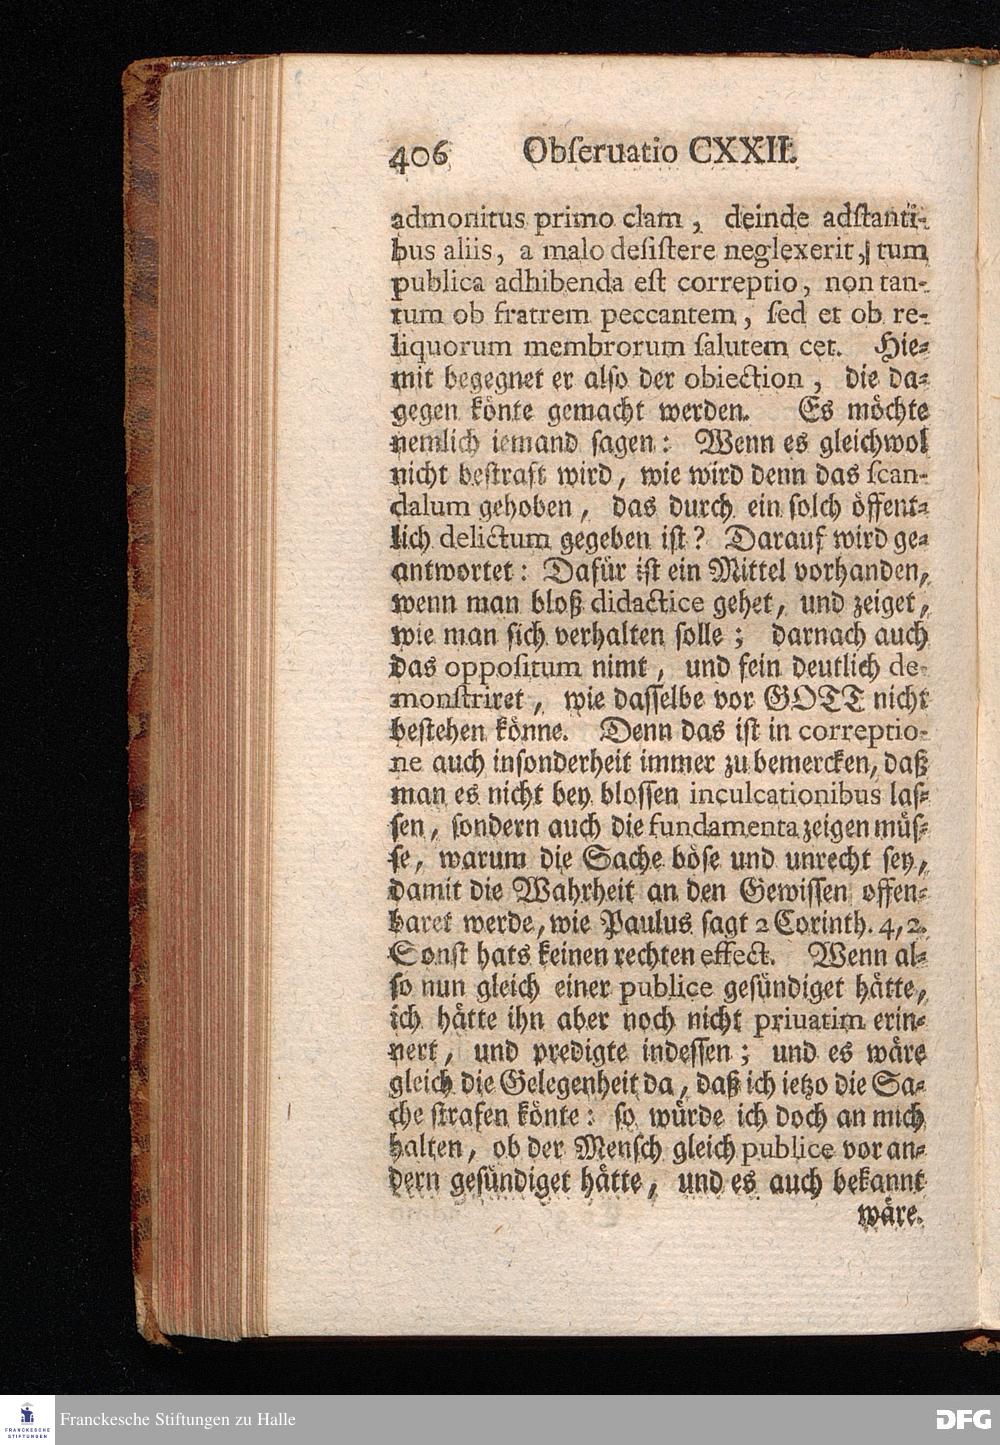 406 Obſeruatio CXXII.
admonitus primo clam, deinde adſtanti-
bus aliis, a malo deſiſtere neglexerit, tum
publica adhibenda eſt correptio, non tan-
tum ob fratrem peccantem, ſed et ob re-
liquorum membrorum ſalutem cet. Hie-
mit begegnet er alſo der obiection, die da-
gegen könte gemacht werden. Es möchte
nemlich iemand ſagen: Wenn es gleichwol
nicht beſtraft wird, wie wird denn das ſcan-
dalum gehoben, das durch ein ſolch öffent-
lich delictum gegeben iſt? Darauf wird ge-
antwortet: Dafür iſt ein Mittel vorhanden,
wenn man bloß didactice gehet, und zeiget,
wie man ſich verhalten ſolle; darnach auch
das oppoſitum nimt, und fein deutlich de-
monſtriret, wie daſſelbe vor GOTT nicht
beſtehen könne. Denn das iſt in correptio-
ne auch inſonderheit immer zu bemercken, daß
man es nicht bey bloſſen inculcationibus laſ-
ſen, ſondern auch die fundamenta zeigen müſ-
ſe, warum die Sache böſe und unrecht ſey,
damit die Wahrheit an den Gewiſſen offen-
baret werde, wie Paulus ſagt 2 Corinth. 4, 2.
Sonſt hats keinen rechten effect. Wenn al-
ſo nun gleich einer publice geſündiget hätte,
ich hätte ihn aber noch nicht priuatim erin-
nert, und predigte indeſſen; und es wäre
gleich die Gelegenheit da, daß ich ietzo die Sa-
che ſtrafen könte: ſo würde ich doch an mich
halten, ob der Menſch gleich publice vor an-
dern geſündiget hätte, und es auch bekannt
wäre.
FRANCKESCHE
STIFTUNGEN
Franckesche Stiftungen zu Halle
DFG